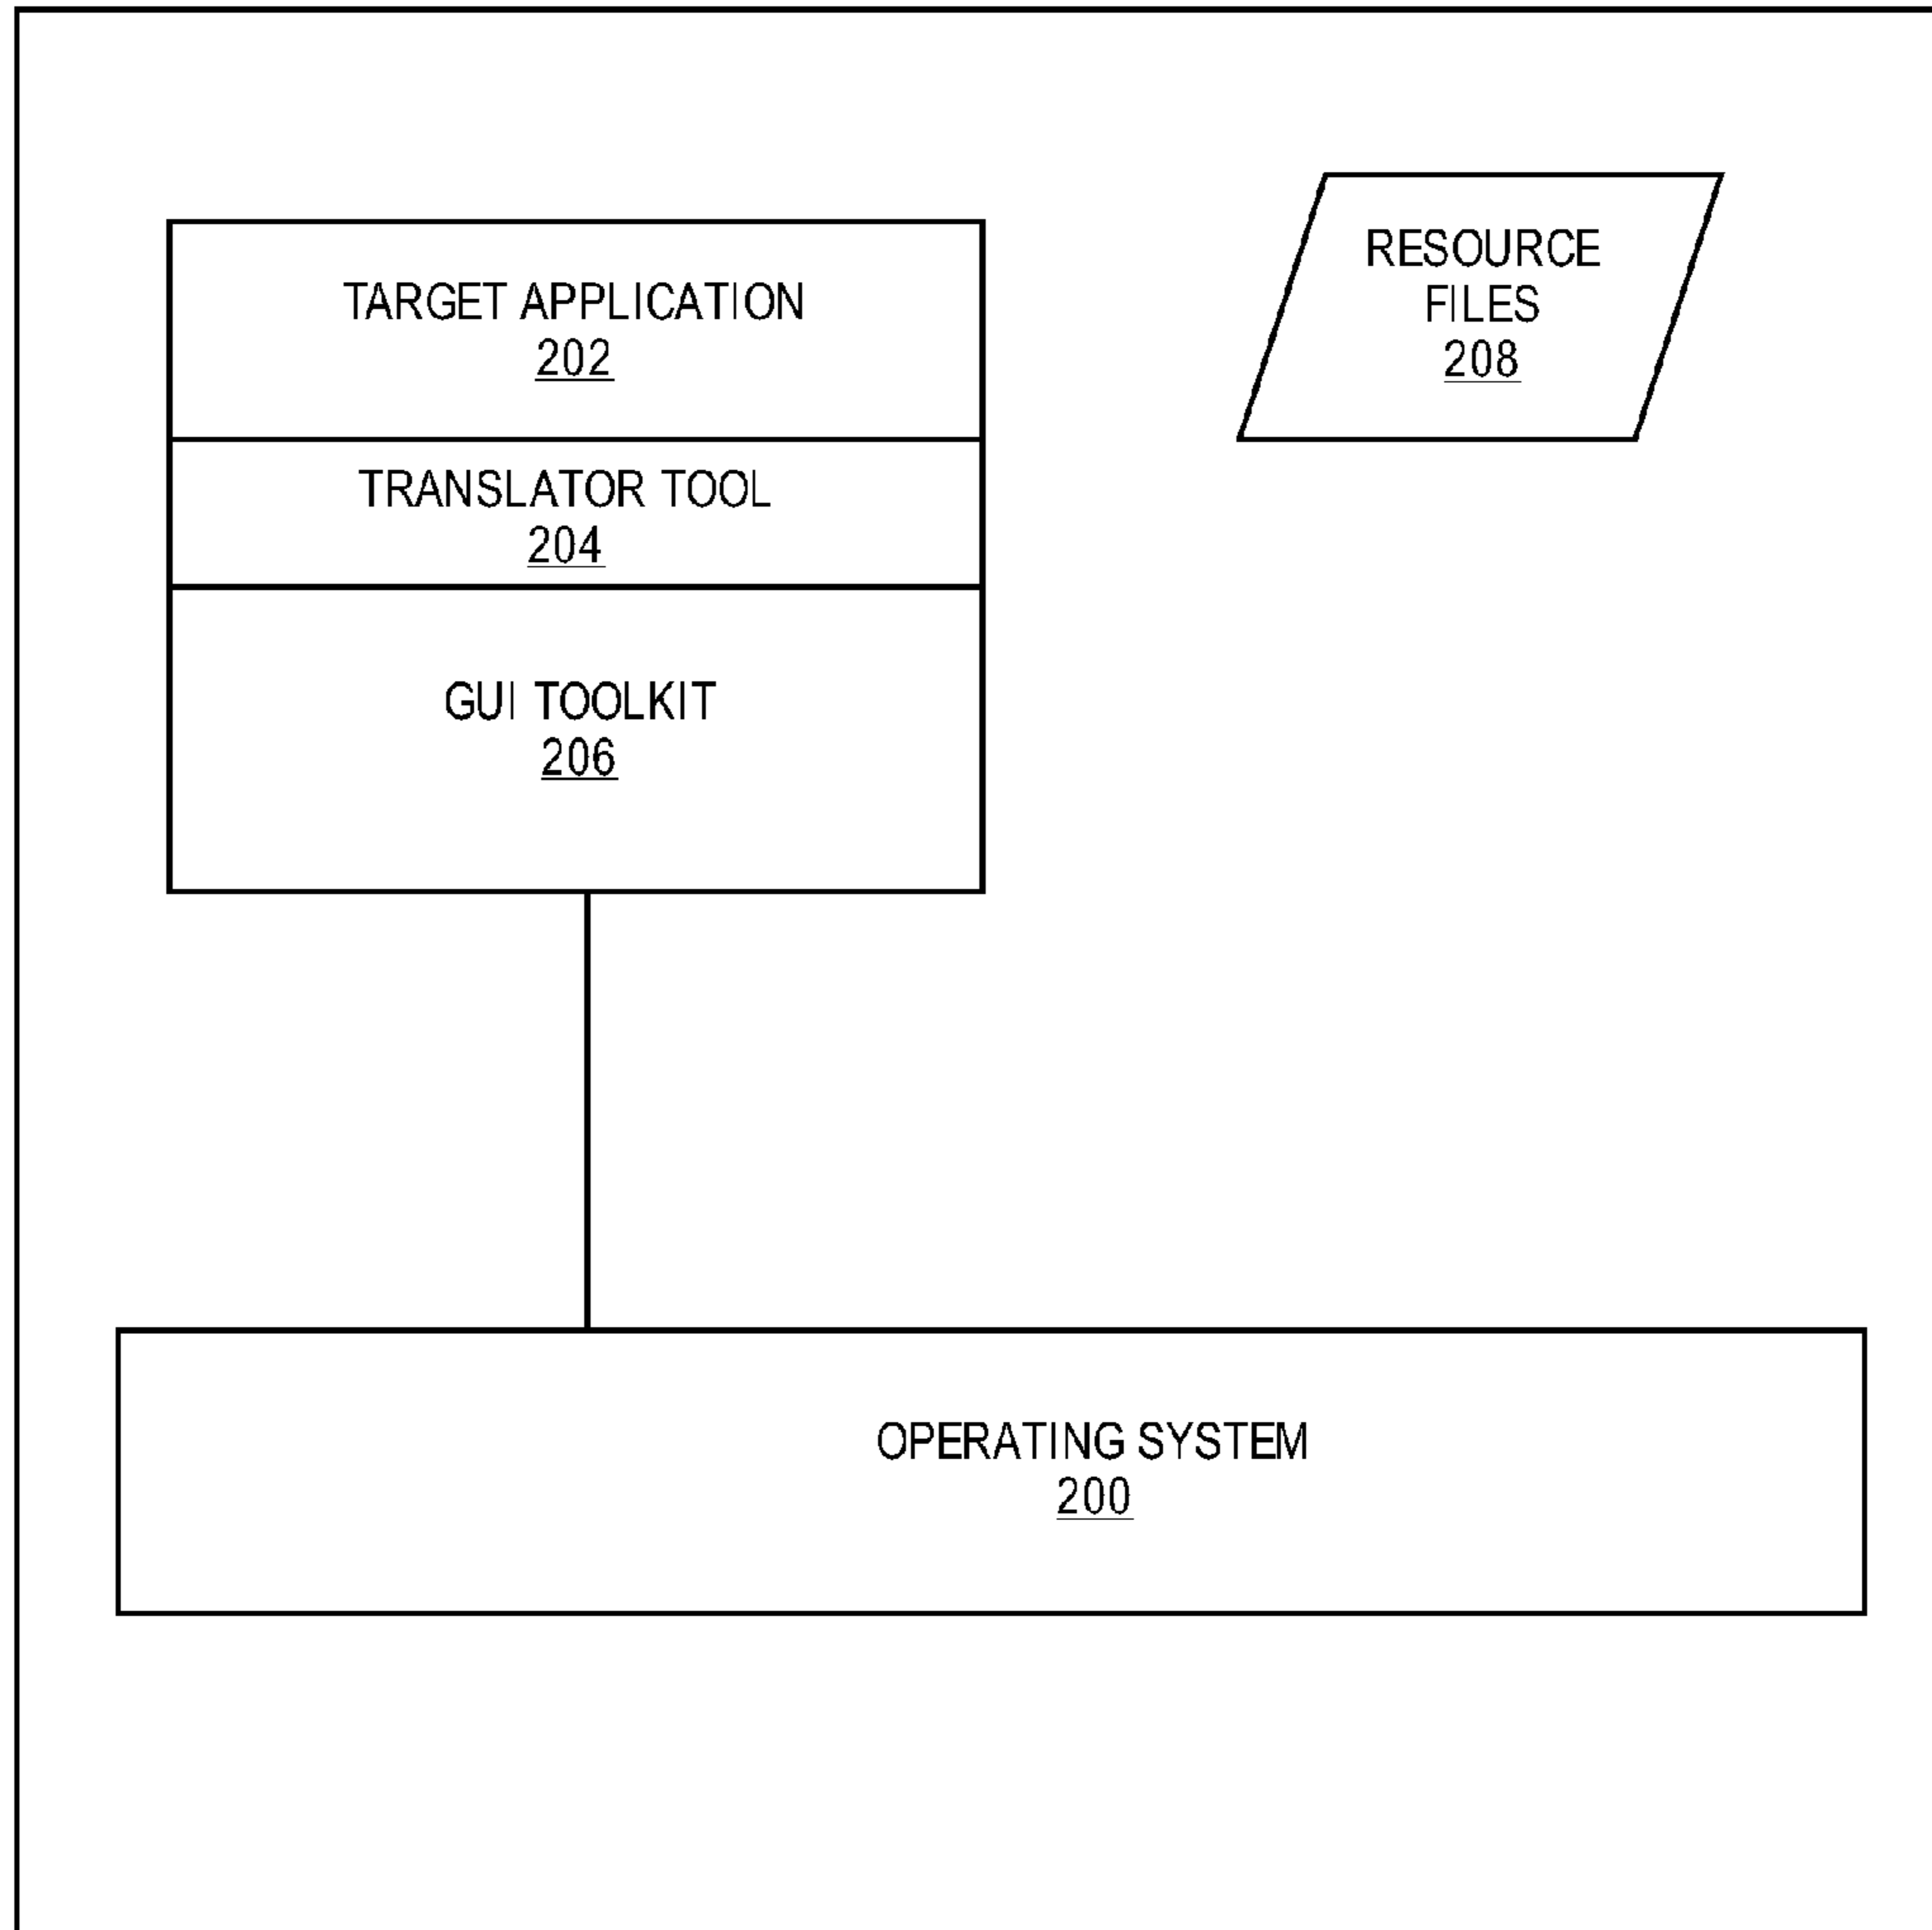 TARGET APPLICATION
202
TRANSLATOR TOOL
204
GUI TOOLKIT
206
RESOURCE
FILES
208
OPERATING SYSTEM
200